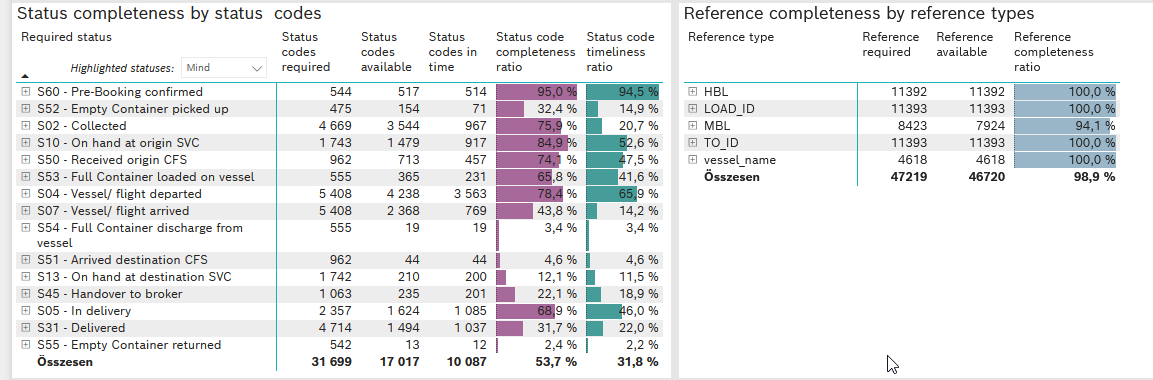 Status completeness by status codes
Required status Status codes required Status codes available Status codes in time Status code completeness ratio Status code timeliness ratio
Highlighted statuses: Mind
S60 - Pre-Booking confirmed 544 517 514 95,0 % 94,5 %
S52 - Empty Container picked up 475 154 71 32,4 % 14,9 %
S02 - Collected 4 669 3 544 967 75,9 % 20,7 %
S10 - On hand at origin SVC 1 743 1 479 917 84,9 % 52,6 %
S50 - Received origin CFS 962 713 457 74,1 % 47,5 %
S53 - Full Container loaded on vessel 555 365 231 65,8 % 41,6 %
S04 - Vessel/ flight departed 5 408 4 238 3 563 78,4 % 65,9 %
S07 - Vessel/ flight arrived 5 408 2 368 769 43,8 % 14,2 %
S54 - Full Container discharge from 555 19 19 3,4 % 3,4 %
vessel
S51 - Arrived destination CFS 962 44 44 4,6 % 4,6 %
S13 - On hand at destination SVC 1 742 210 200 12,1 % 11,5 %
S45 - Handover to broker 1 063 235 201 22,1 % 18,9 %
S05 - In delivery 2 357 1 624 1 085 68,9 % 46,0 %
S31 - Delivered 4 714 1 494 1 037 31,7 % 22,0 %
S55 - Empty Container returned 542 13 12 2,4 % 2,2 %
Összesen 31 699 17 017 10 087 53,7 % 31,8 %
Reference completeness by reference types
Reference type Reference required Reference available Reference completeness ratio
HBL 11392 11392 100,0 %
LOAD_ID 11393 11393 100,0 %
MBL 8423 7924 94,1 %
TO_ID 11393 11393 100,0 %
vessel_name 4618 4618 100,0 %
Összesen 47219 46720 98,9 %